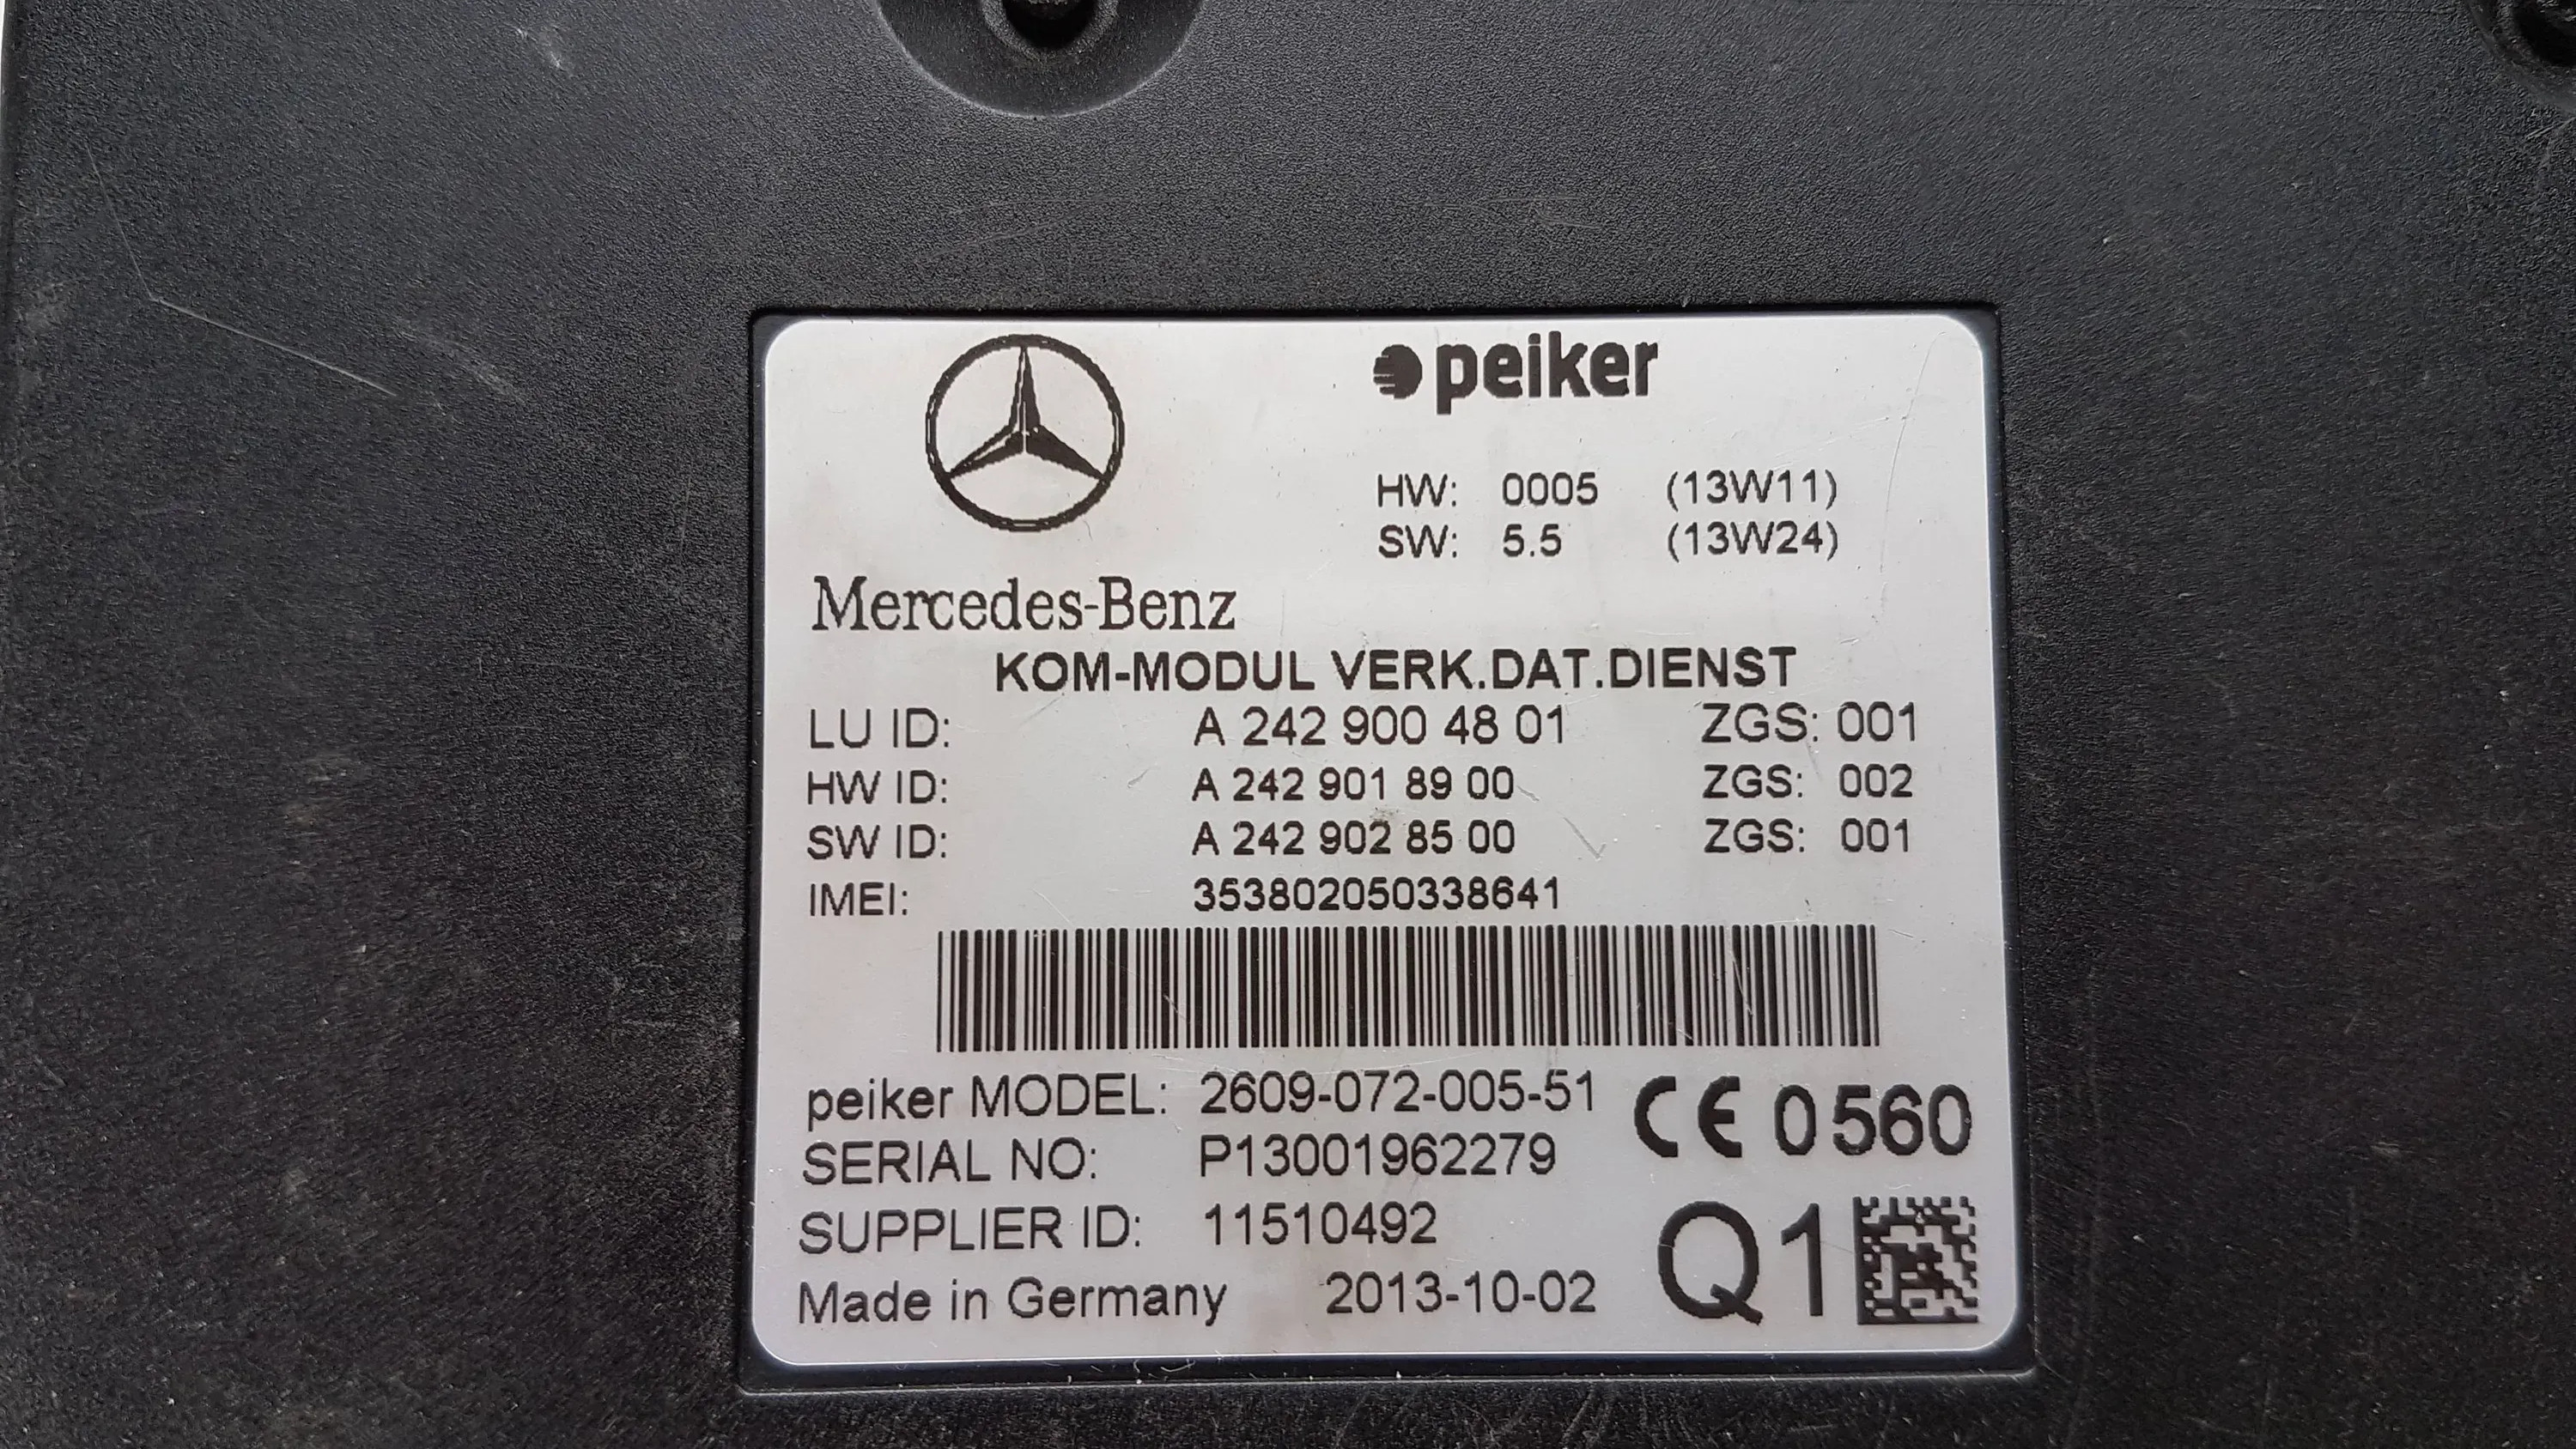 peiker
HW: 0005 (13W11)
SW: 5.5 (13W24)
Mercedes-Benz
KOM-MODUL VERK.DAT.DIENST
LU ID: A 242 900 48 01 ZGS: 001
HW ID: A 242 901 89 00 ZGS: 002
SW ID: A 242 902 85 00 ZGS: 001
IMEI: 353802050338641
peiker MODEL: 2609-072-005-51 CE 0560
SERIAL NO: P13001962279
SUPPLIER ID: 11510492 Q1
Made in Germany 2013-10-02